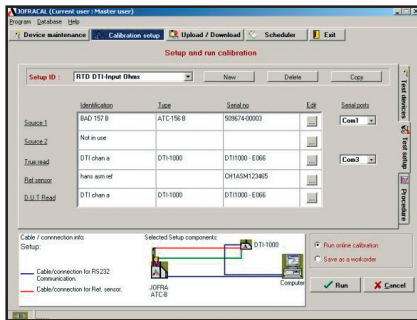 JOFRACAL (Current user : Master user)
Program Database Help
Device maintenance Calibration setup Upload / Download Scheduler Exit
Setup and run calibration
Setup ID : RTD DTI-Input Ohms New Delete Copy
Identification Type Serial no Edit Serial ports
Source 1 BAD 157 B ATC-156 B 509674-00003 ... Com1
Source 2 Not in use ...
True read DTI chan a DTI-1000 DTI1000 - E066 ... Com3
Ref. sensor hans asm ref CH1ASM123465 ...
D.U.T Read DTI chan a DTI-1000 DTI1000 - E066 ...
Test devices
Test setup
Procedure
Cable / connnection info: Selected Setup components:
Setup:
DTI-1000
Cable/connection for RS232
Communication.
Cable/connection for Ref. sensor.
JOFRA
ATC-B
Computer
Run online calibration
Save as a workorder
Run Cancel